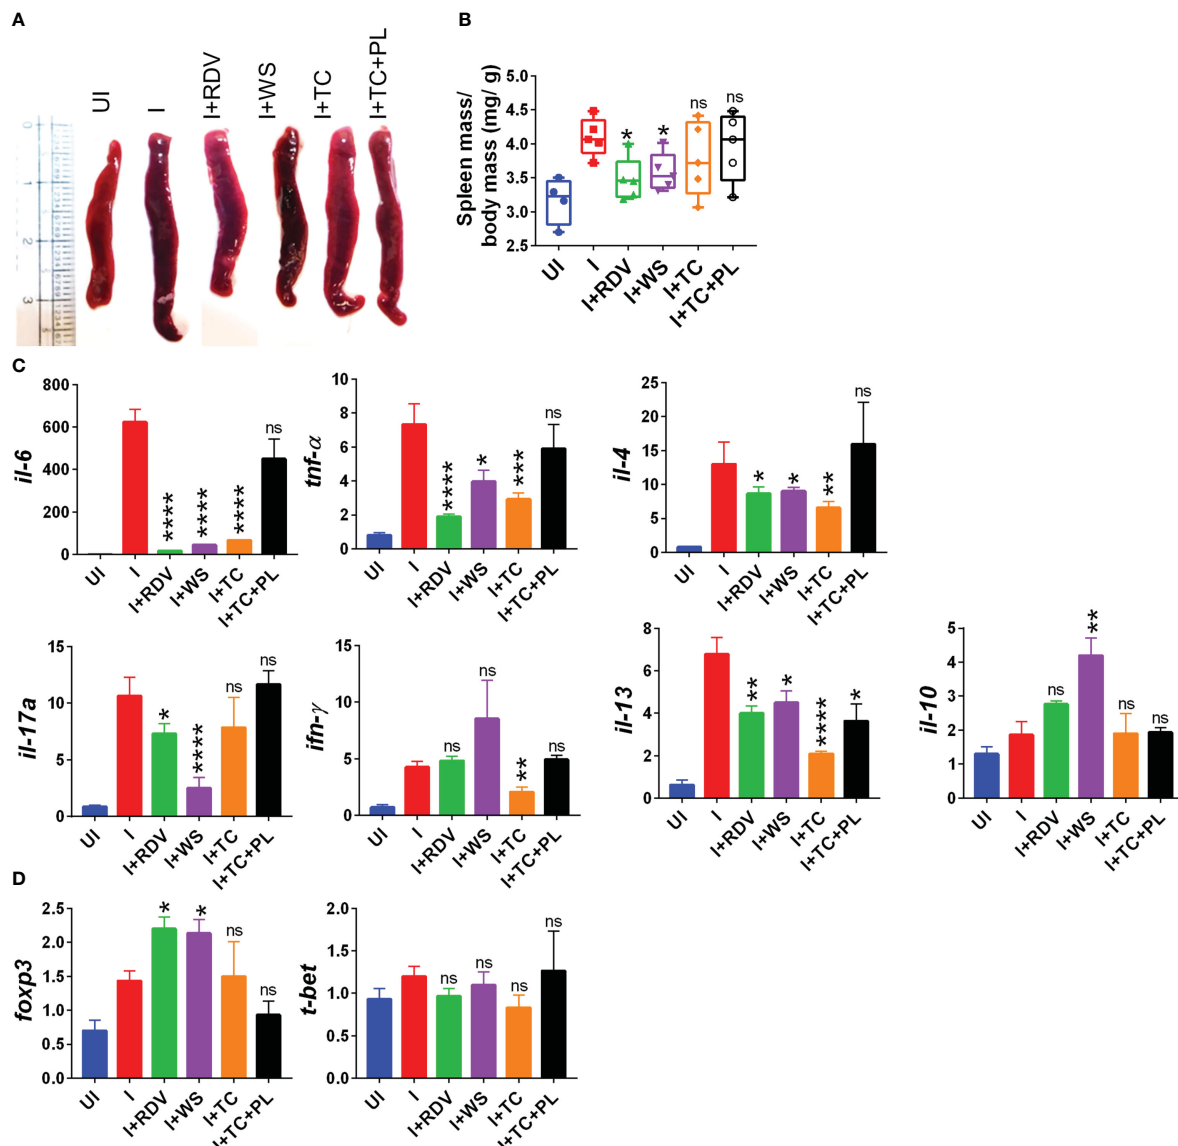 A
UI
I
I+RDV
I+WS
I+TC
I+TC+PL
0
1
2
3
B
Spleen mass/
body mass (mg/ g)
5.0
4.5
4.0
3.5
3.0
2.5
*
*
ns
ns
UI
I
I+RDV
I+WS
I+TC
I+TC+PL
C
il-6
800
600
400
200
0
****
****
****
ns
UI
I
I+RDV
I+WS
I+TC
I+TC+PL
tnf-α
10
8
6
4
2
0
****
*
***
ns
UI
I
I+RDV
I+WS
I+TC
I+TC+PL
il-4
25
20
15
10
5
0
*
*
**
ns
UI
I
I+RDV
I+WS
I+TC
I+TC+PL
il-17a
15
10
5
0
*
****
ns
ns
UI
I
I+RDV
I+WS
I+TC
I+TC+PL
ifn-γ
15
10
5
0
ns
ns
**
ns
UI
I
I+RDV
I+WS
I+TC
I+TC+PL
il-13
8
6
4
2
0
**
*
****
*
UI
I
I+RDV
I+WS
I+TC
I+TC+PL
il-10
5
4
3
2
1
0
ns
**
ns
ns
UI
I
I+RDV
I+WS
I+TC
I+TC+PL
D
foxp3
2.5
2.0
1.5
1.0
0.5
0.0
*
*
ns
ns
UI
I
I+RDV
I+WS
I+TC
I+TC+PL
t-bet
2.0
1.5
1.0
0.5
0.0
ns
ns
ns
ns
UI
I
I+RDV
I+WS
I+TC
I+TC+PL